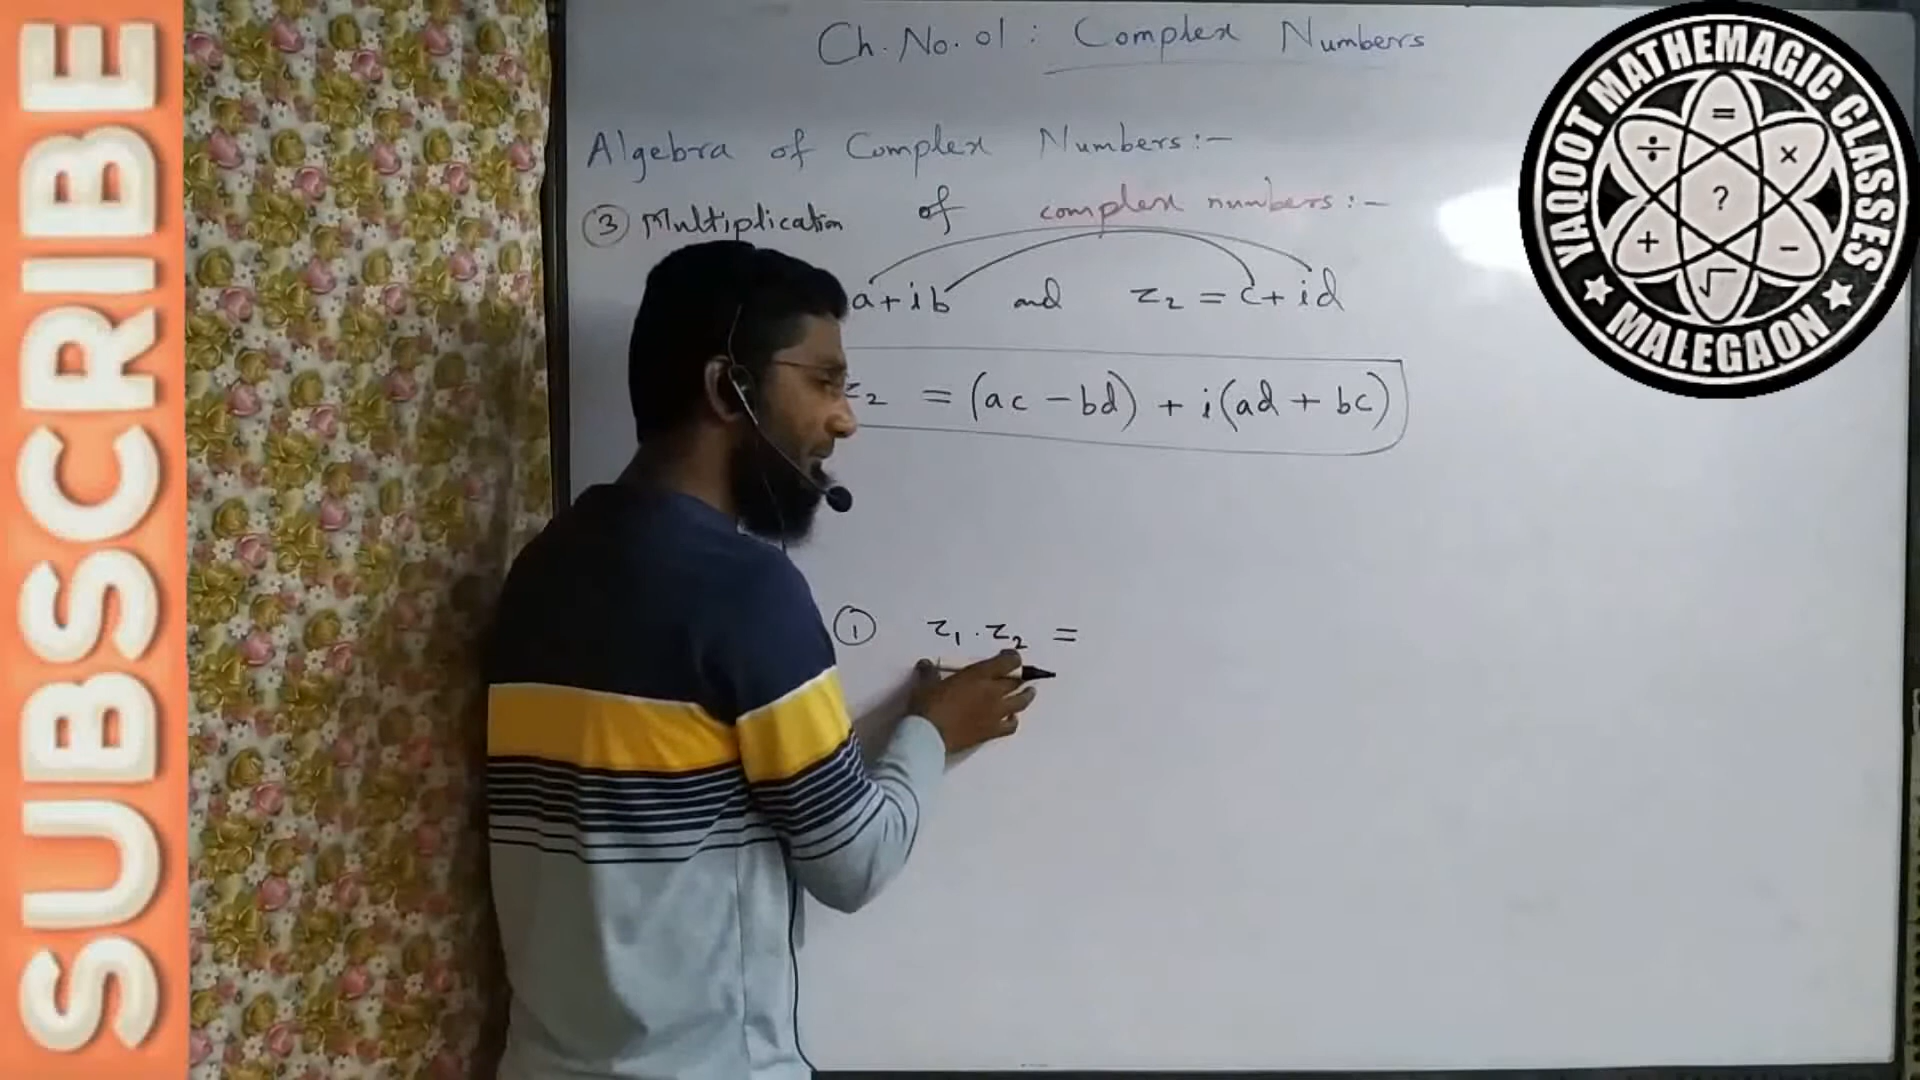 SUBSCRIBE
Ch. No. 01 : Complex Numbers
Algebra of Complex Numbers:-
③ Multiplication of complex numbers:-
a+ib and z₂ = c+id
z₂ = (ac - bd) + i(ad + bc)
① z₁ . z₂ =
YAQOOT MATHEMAGIC CLASSES
★ MALEGAON ★
=
÷ ×
?
+ −
√